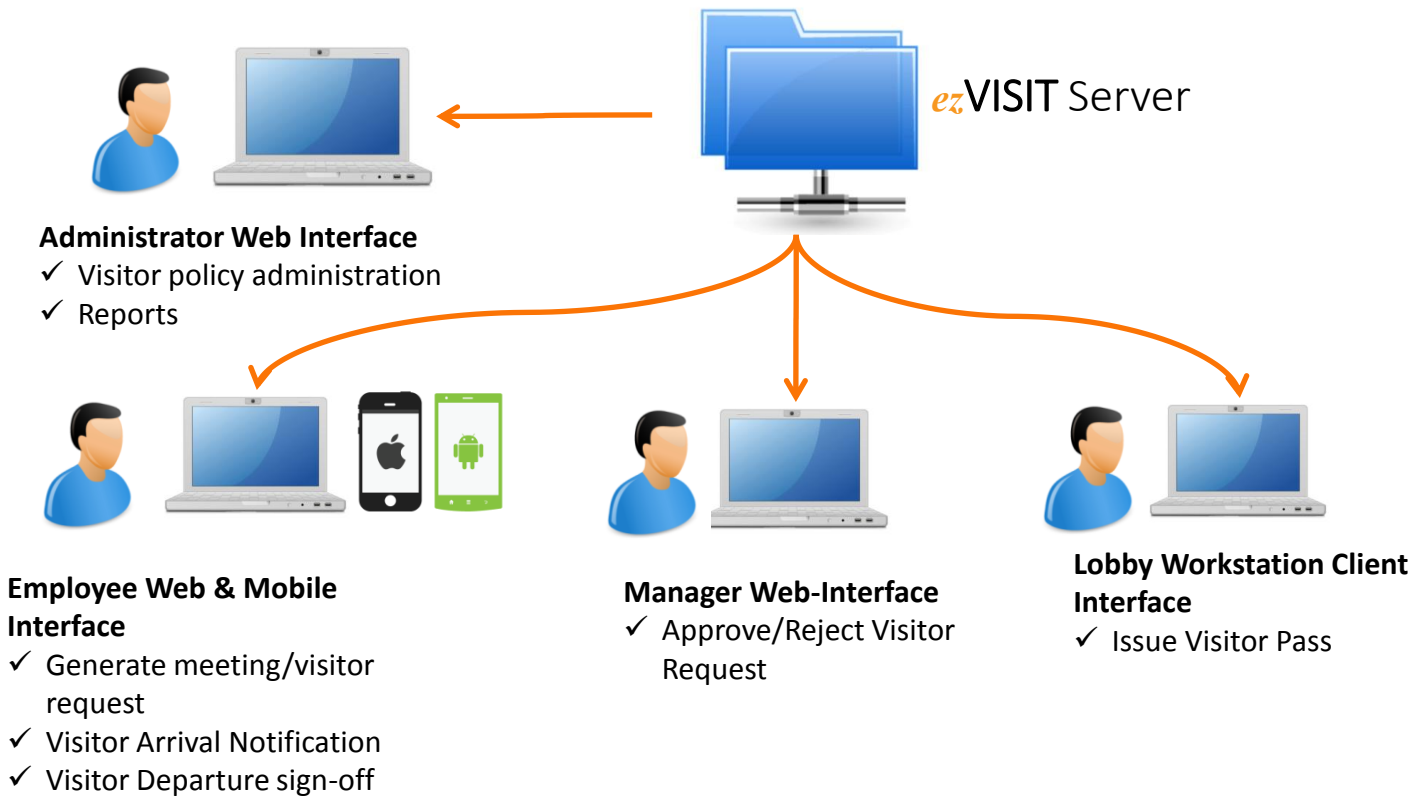 ezVISIT Server
Administrator Web Interface
✓ Visitor policy administration
✓ Reports
Employee Web & Mobile
Interface
✓ Generate meeting/visitor
request
✓ Visitor Arrival Notification
✓ Visitor Departure sign-off
Manager Web-Interface
✓ Approve/Reject Visitor
Request
Lobby Workstation Client
Interface
✓ Issue Visitor Pass